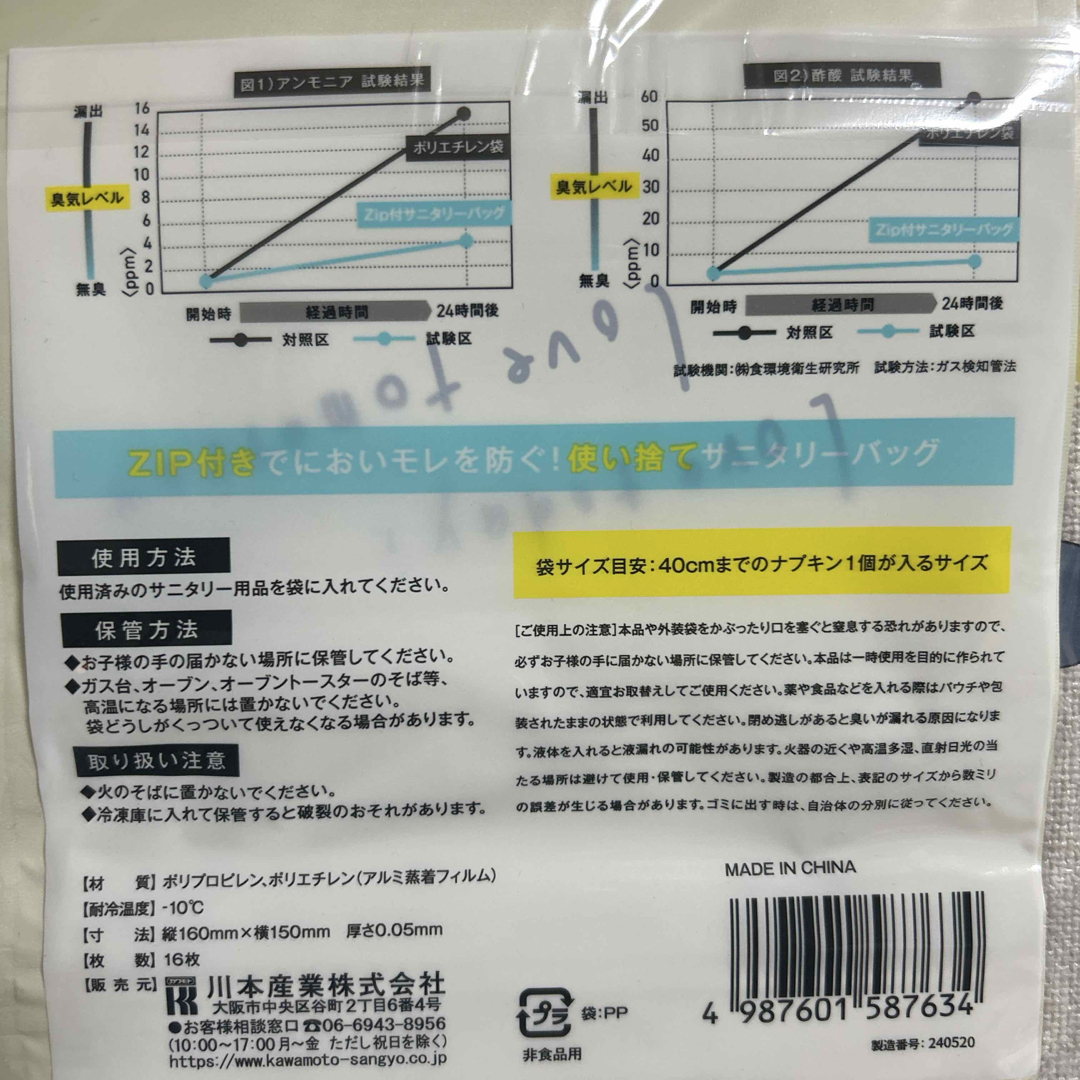 図1)アンモニア 試験結果
漏出
臭気レベル
無臭
16
14
12
10
8
6
4
2
0
(ppm)
ポリエチレン袋
Zip付サニタリーバッグ
開始時 経過時間 24時間後
対照区 試験区
図2)酢酸 試験結果
漏出
臭気レベル
無臭
60
50
40
30
20
10
0
(ppm)
ポリエチレン袋
Zip付サニタリーバッグ
開始時 経過時間 24時間後
対照区 試験区
試験機関:㈱食環境衛生研究所 試験方法:ガス検知管法
ZIP付きでにおいモレを防ぐ!使い捨てサニタリーバッグ
使用方法
使用済みのサニタリー用品を袋に入れてください。
保管方法
◆お子様の手の届かない場所に保管してください。
◆ガス台、オーブン、オーブントースターのそば等、
高温になる場所には置かないでください。
袋どうしがくっついて使えなくなる場合があります。
取り扱い注意
◆火のそばに置かないでください。
◆冷凍庫に入れて保管すると破裂のおそれがあります。
袋サイズ目安:40cmまでのナプキン1個が入るサイズ
[ご使用上の注意]本品や外装袋をかぶったり口を塞ぐと窒息する恐れがありますので、
必ずお子様の手に届かない場所に保管してください。本品は一時使用を目的に作られて
いますので、適宜お取替えしてご使用ください。薬や食品などを入れる際はパウチや包
装されたままの状態で利用してください。閉め逃しがあると臭いが漏れる原因になりま
す。液体を入れると液漏れの可能性があります。火器の近くや高温多湿、直射日光の当
たる場所は避けて使用・保管してください。製造の都合上、表記のサイズから数ミリ
の誤差が生じる場合があります。ゴミに出す時は、自治体の分別に従ってください。
【材 質】ポリプロピレン、ポリエチレン(アルミ蒸着フィルム)
【耐冷温度】-10℃
【寸 法】縦160mm×横150mm 厚さ0.05mm
【枚 数】16枚
【販売元】川本産業株式会社
大阪市中央区谷町2丁目6番4号
●お客様相談窓口☎06-6943-8956
(10:00~17:00月~金 ただし祝日を除く)
https://www.kawamoto-sangyo.co.jp
MADE IN CHINA
4 987601 587634
製造番号:240520
プラ 袋:PP
非食品用